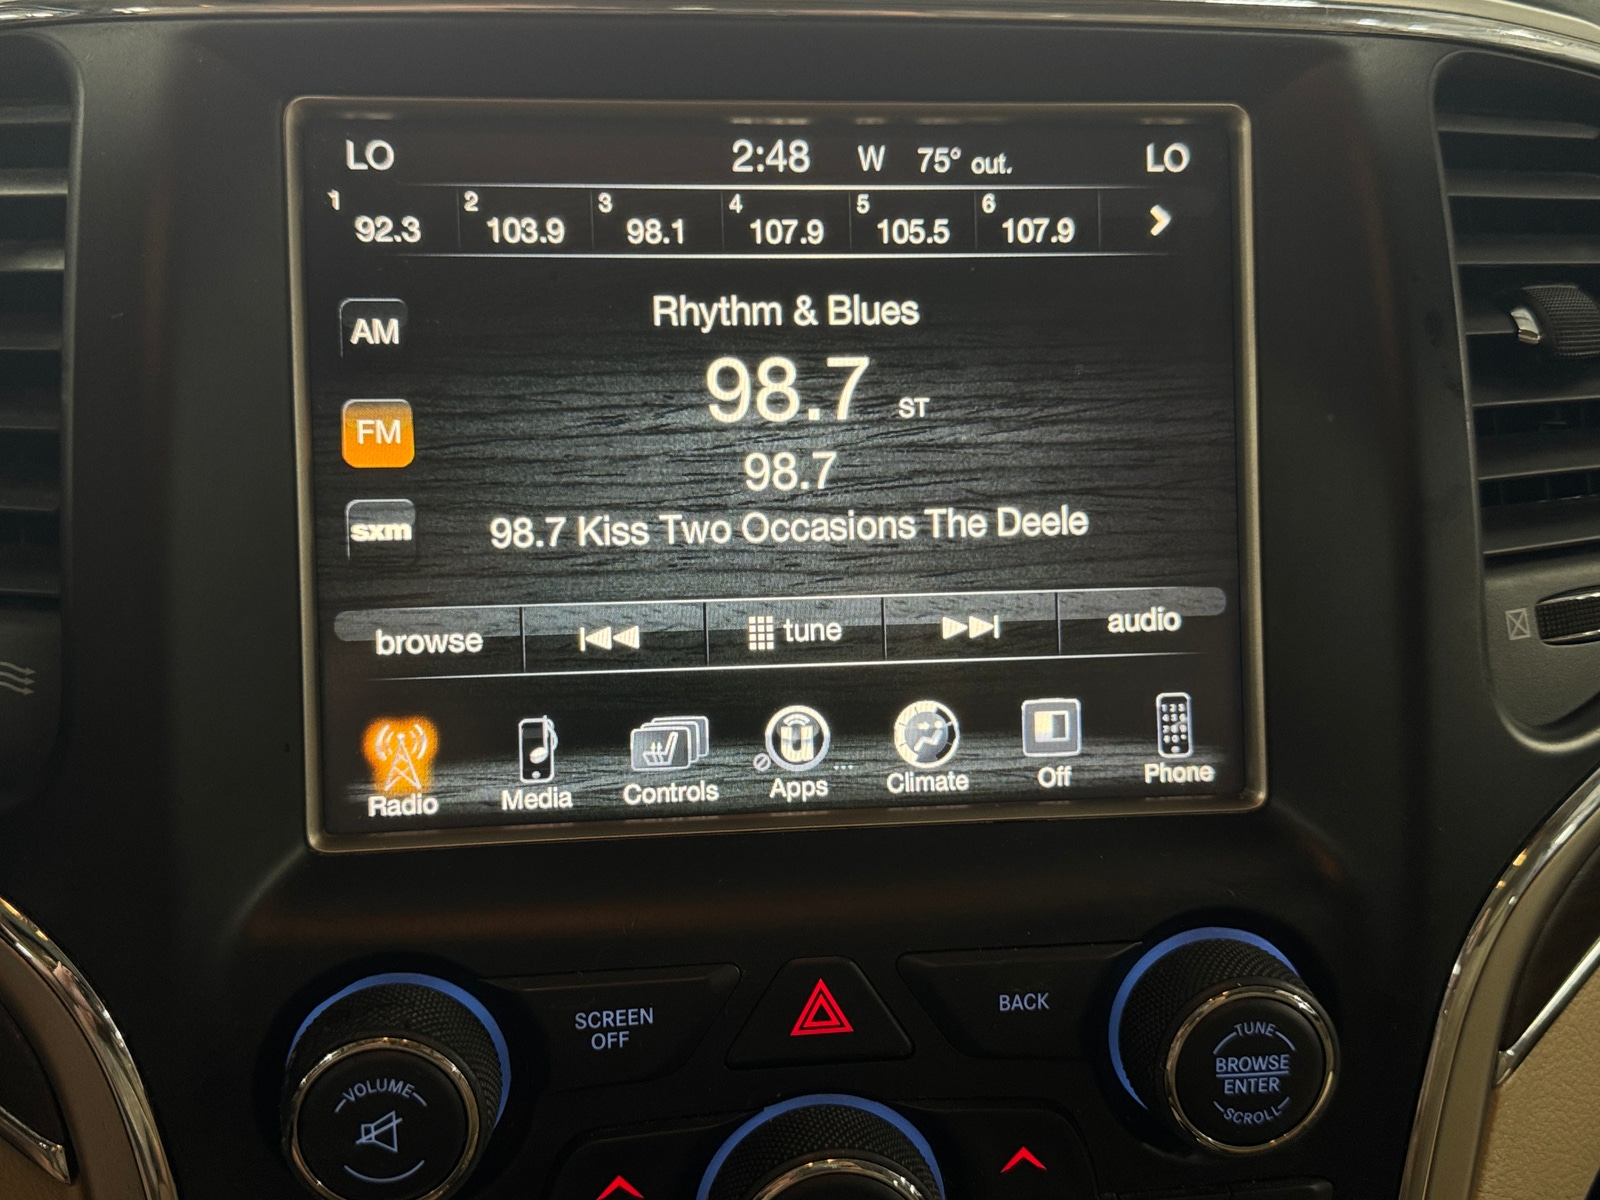 LO 2:48 W 75° out. LO
1 92.3 2 103.9 3 98.1 4 107.9 5 105.5 6 107.9
Rhythm & Blues
AM
98.7 ST
FM
98.7
sxm
98.7 Kiss Two Occasions The Deele
browse tune audio
Radio Media Controls Apps Climate Off Phone
SCREEN
OFF
BACK
VOLUME
TUNE
BROWSE
ENTER
SCROLL